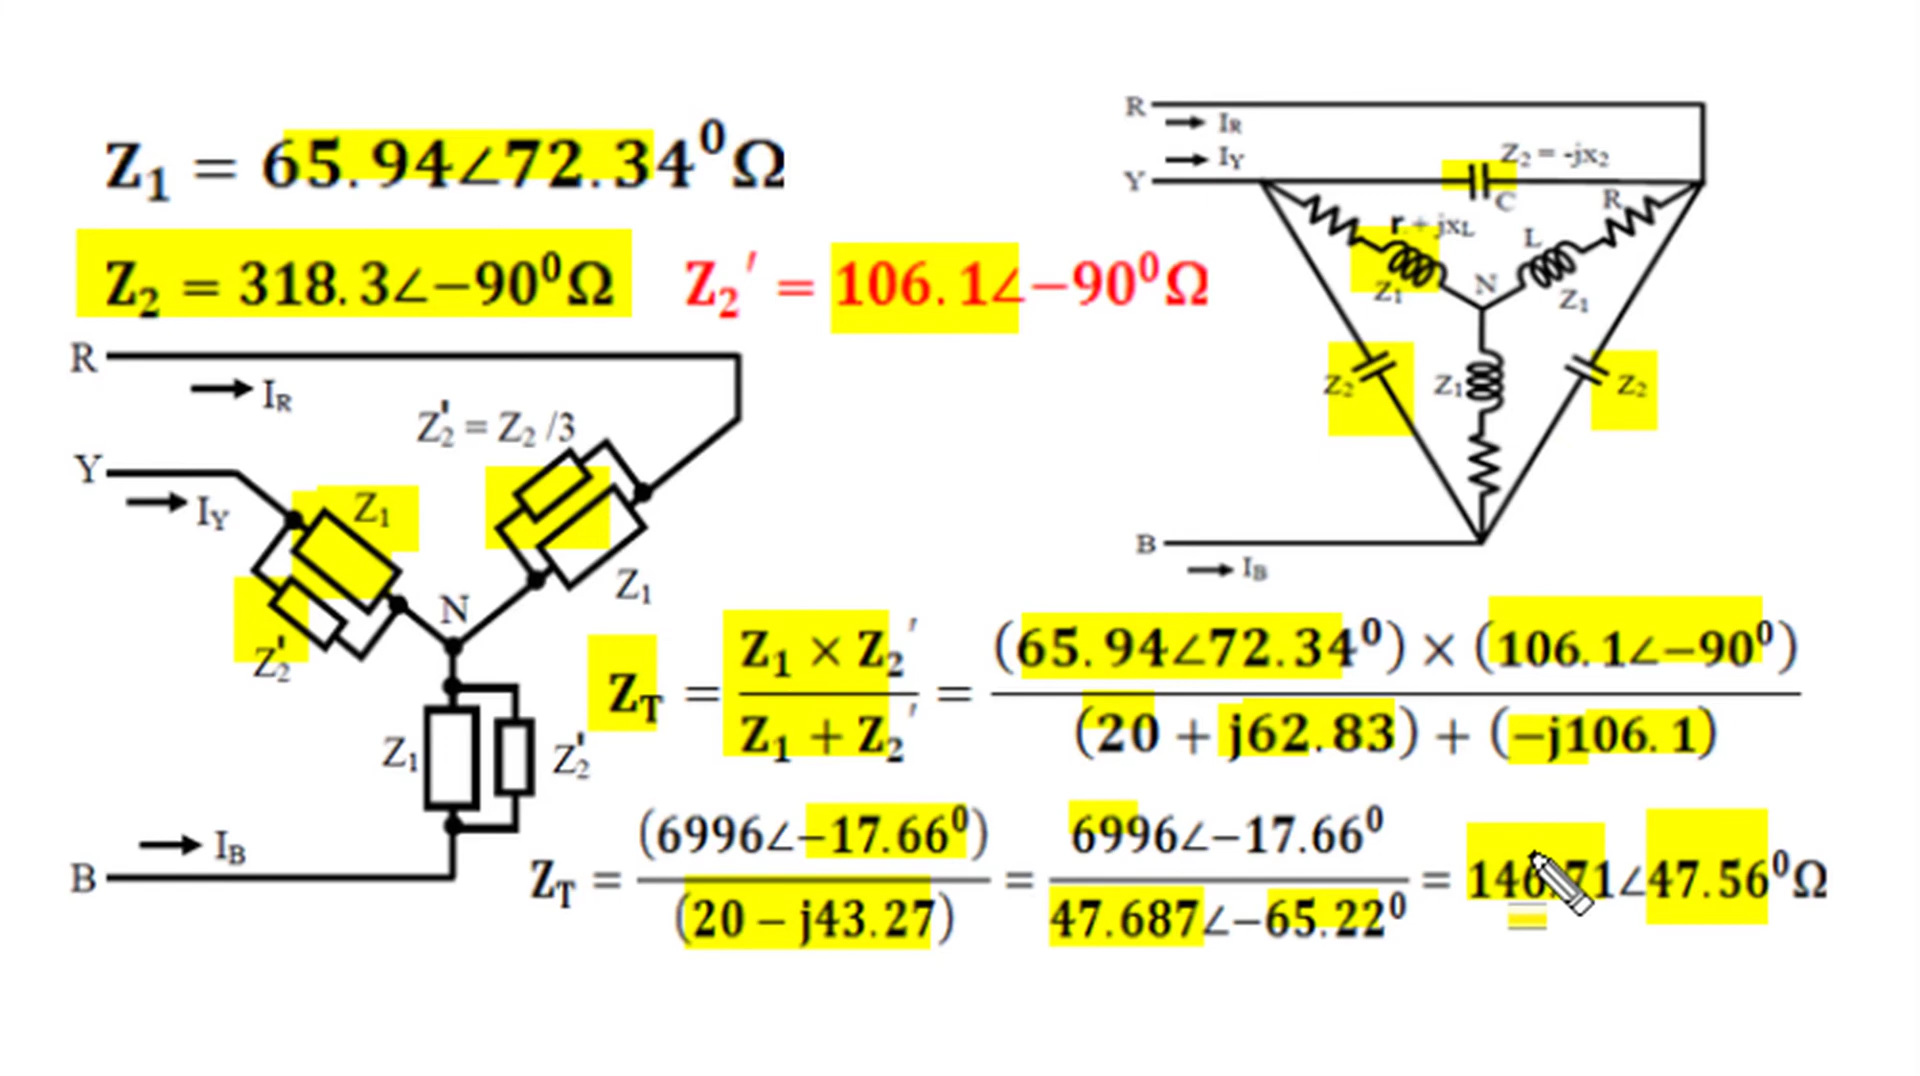 Z₁ = 65.94∠72.34⁰Ω
Z₂ = 318.3∠−90⁰Ω
Z₂′ = 106.1∠−90⁰Ω
R
I_R
Z₂' = Z₂ /3
Y
I_Y
Z₁
Z₂'
N
Z₁
Z₁
Z₂'
I_B
B
R
I_R
I_Y
Y
Z₂ = -jx₂
C
R
r + jx_L
L
Z₁
N
Z₁
Z₂
Z₁
Z₂
B
I_B
Z_T = (Z₁ × Z₂′)/(Z₁ + Z₂′) = ((65.94∠72.34⁰) × (106.1∠−90⁰))/((20 + j62.83) + (−j106.1))
Z_T = (6996∠−17.66⁰)/(20 − j43.27) = 6996∠−17.66⁰/47.687∠−65.22⁰ = 146.71∠47.56⁰Ω